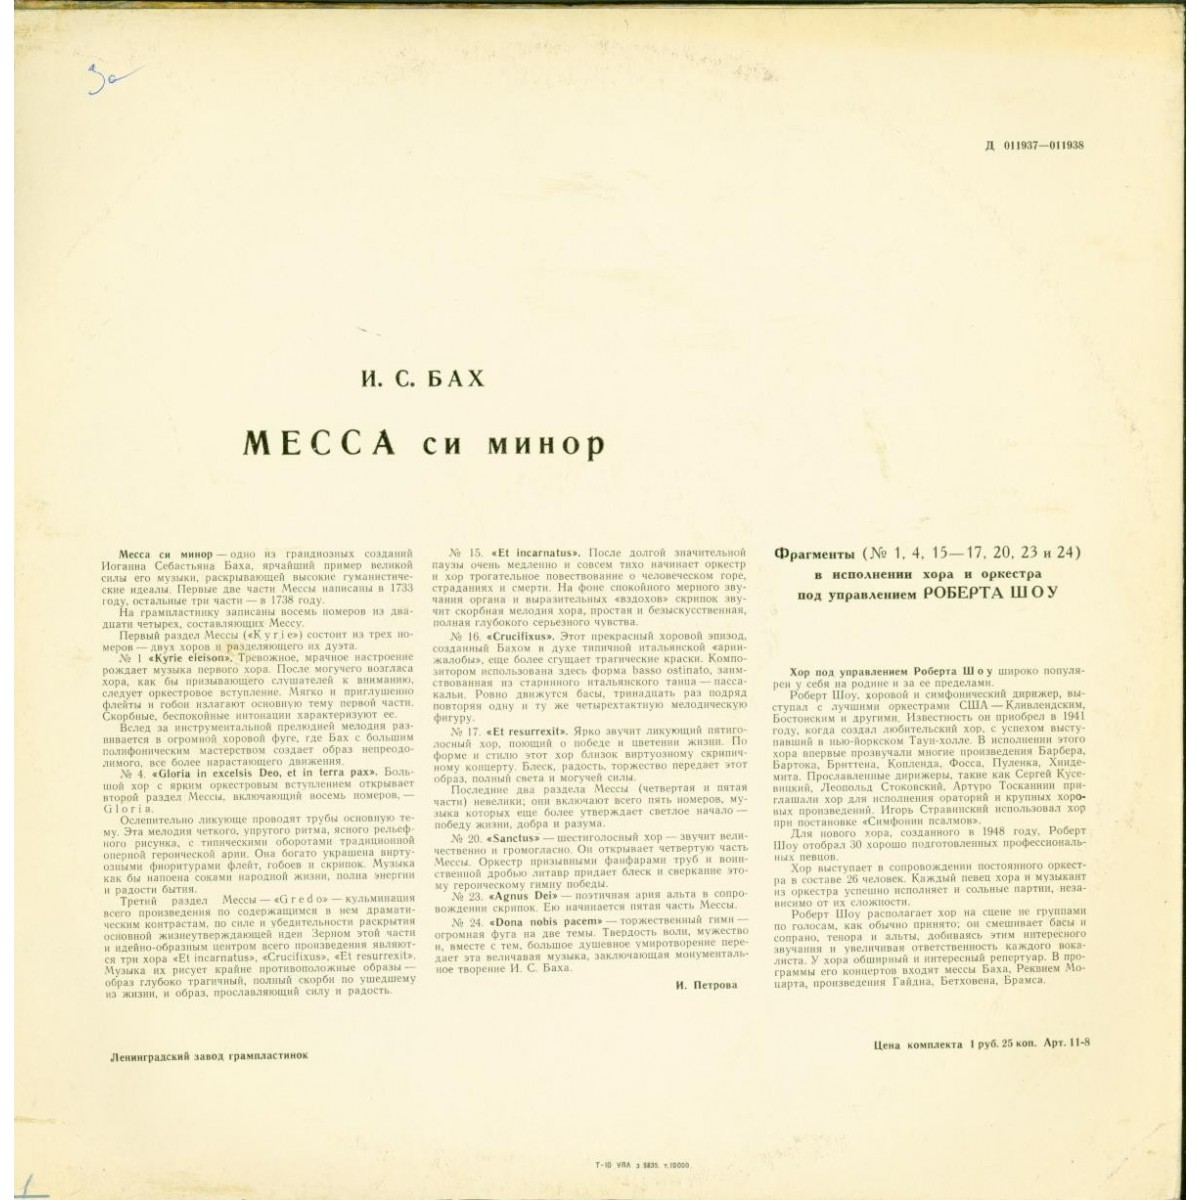 За
Д 011937—011938
И. С. БАХ
МЕССА си минор
Месса си минор — одно из грандиозных созданий
Иоганна Себастьяна Баха, ярчайший пример великой
силы его музыки, раскрывающей высокие гуманистиче-
ские идеалы. Первые две части Мессы написаны в 1733
году, остальные три части — в 1738 году.
На грампластинку записаны восемь номеров из два-
дцати четырех, составляющих Мессу.
Первый раздел Мессы («Kyrie») состоит из трех но-
меров — двух хоров и разделяющего их дуэта.
№ 1 «Kyrie eleison». Тревожное, мрачное настроение
рождает музыка первого хора. После могучего возгласа
хора, как бы призывающего слушателей к вниманию,
следует оркестровое вступление. Мягко и приглушенно
флейты и гобои излагают основную тему первой части.
Скорбные, беспокойные интонации характеризуют ее.
Вслед за инструментальной прелюдией мелодия раз-
вивается в огромной хоровой фуге, где Бах с большим
полифоническим мастерством создает образ непреодо-
лимого, все более нарастающего движения.
№ 4. «Gloria in excelsis Deo, et in terra pax». Боль-
шой хор с ярким оркестровым вступлением открывает
второй раздел Мессы, включающий восемь номеров, —
Gloria.
Ослепительно ликующе проводят трубы основную те-
му. Эта мелодия четкого, упругого ритма, ясного рельеф-
ного рисунка, с типическими оборотами традиционной
оперной героической арии. Она богато украшена вирту-
озными фиоритурами флейт, гобоев и скрипок. Музыка
как бы напоена соками народной жизни, полна энергии
и радости бытия.
Третий раздел Мессы — «Gredo» — кульминация
всего произведения по содержащимся в нем драмати-
ческим контрастам, по силе и убедительности раскрытия
основной жизнеутверждающей идеи Зерном этой части
и идейно-образным центром всего произведения являют-
ся три хора «Et incarnatus», «Crucifixus», «Et resurrexit».
Музыка их рисует крайне противоположные образы —
образ глубоко трагичный, полный скорби по ушедшему
из жизни, и образ, прославляющий силу и радость.
№ 15. «Et incarnatus». После долгой значительной
паузы очень медленно и совсем тихо начинает оркестр
и хор трогательное повествование о человеческом горе,
страданиях и смерти. На фоне спокойного мерного зву-
чания органа и выразительных «вздохов» скрипок зву-
чит скорбная мелодия хора, простая и безыскусственная,
полная глубокого серьезного чувства.
№ 16. «Crucifixus». Этот прекрасный хоровой эпизод,
созданный Бахом в духе типичной итальянской «арии-
жалобы», еще более сгущает трагические краски. Компо-
зитором использована здесь форма basso ostinato, заим-
ствованная из старинного итальянского танца — пасса-
кальи. Ровно движутся басы, тринадцать раз подряд
повторяя одну и ту же четырехтактную мелодическую
фигуру.
№ 17. «Et resurrexit». Ярко звучит ликующий пятиго-
лосный хор, поющий о победе и цветении жизни. По
форме и стилю этот хор близок виртуозному скрипич-
ному концерту. Блеск, радость, торжество передает этот
образ, полный света и могучей силы.
Последние два раздела Мессы (четвертая и пятая
части) невелики; они включают всего пять номеров, му-
зыка которых еще более утверждает светлое начало —
победу жизни, добра и разума.
№ 20. «Sanctus» — шестиголосный хор — звучит вели-
чественно и громогласно. Он открывает четвертую часть
Мессы. Оркестр призывными фанфарами труб и воин-
ственной дробью литавр придает блеск и сверкание это-
му героическому гимну победы.
№ 23. «Agnus Dei» — поэтичная ария альта в сопро-
вождении скрипок. Ею начинается пятая часть Мессы.
№ 24. «Dona nobis pacem» — торжественный гимн —
огромная фуга на две темы. Твердость воли, мужество
и, вместе с тем, большое душевное умиротворение пере-
дает эта величавая музыка, заключающая монументаль-
ное творение И. С. Баха.
И. Петрова
Фрагменты (№ 1, 4, 15—17, 20, 23 и 24)
в исполнении хора и оркестра
под управлением РОБЕРТА ШОУ
Хор под управлением Роберта Шоу широко популя-
рен у себя на родине и за ее пределами.
Роберт Шоу, хоровой и симфонический дирижер, вы-
ступал с лучшими оркестрами США — Кливлендским,
Бостонским и другими. Известность он приобрел в 1941
году, когда создал любительский хор, с успехом высту-
павший в нью-йоркском Таун-холле. В исполнении этого
хора впервые прозвучали многие произведения Барбера,
Бартока, Бриттена, Копленда, Фосса, Пуленка, Хинде-
мита. Прославленные дирижеры, такие как Сергей Кусе-
вицкий, Леопольд Стоковский, Артуро Тосканини при-
глашали хор для исполнения ораторий и крупных хоро-
вых произведений. Игорь Стравинский использовал хор
при постановке «Симфонии псалмов».
Для нового хора, созданного в 1948 году, Роберт
Шоу отобрал 30 хорошо подготовленных профессиональ-
ных певцов.
Хор выступает в сопровождении постоянного оркест-
ра в составе 26 человек. Каждый певец хора и музыкант
из оркестра успешно исполняет и сольные партии, неза-
висимо от их сложности.
Роберт Шоу располагает хор на сцене не группами
по голосам, как обычно принято; он смешивает басы и
сопрано, тенора и альты, добиваясь этим интересного
звучания и увеличивая ответственность каждого вока-
листа. У хора обширный и интересный репертуар. В про-
граммы его концертов входят мессы Баха, Реквием Мо-
царта, произведения Гайдна, Бетховена, Брамса.
Ленинградский завод грампластинок
Цена комплекта 1 руб. 25 коп. Арт. 11-8
Т-10 УПЛ з 5835. т.10000